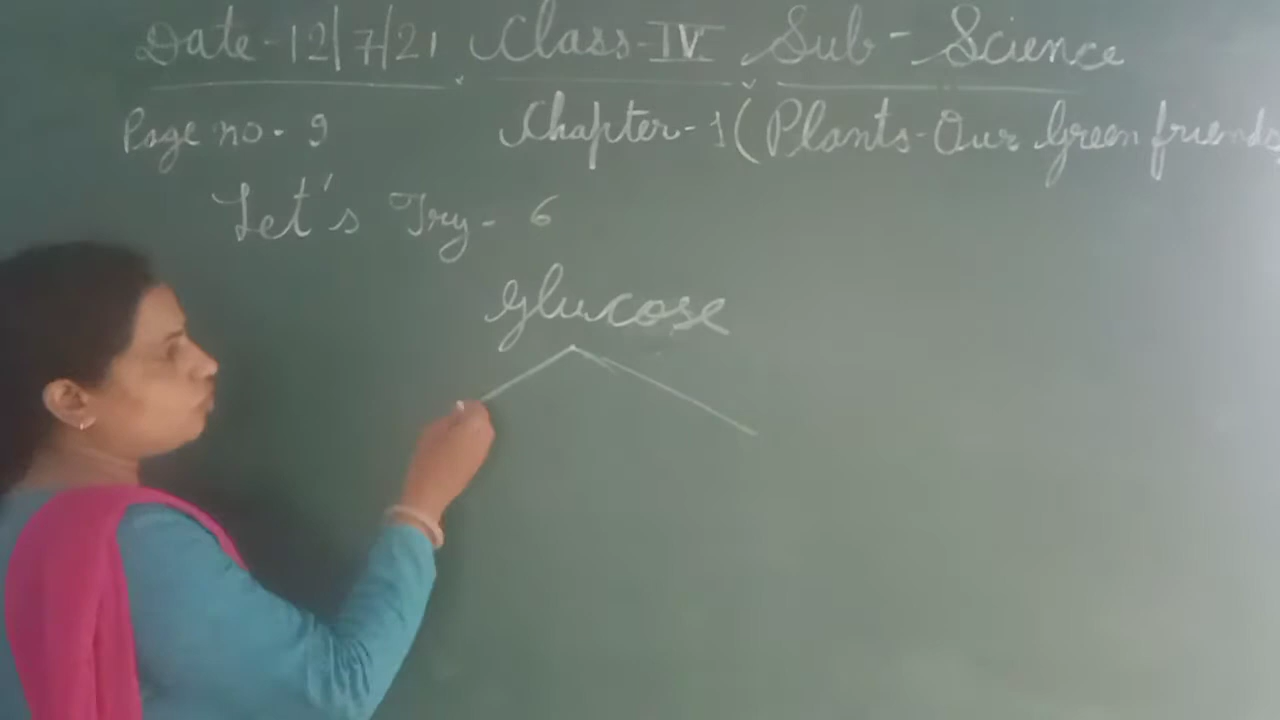 Date-12/7/21 Class-IV Sub-Science
Page no-9 Chapter-1(Plants-Our Green friends
Let's Try-6
Glucose